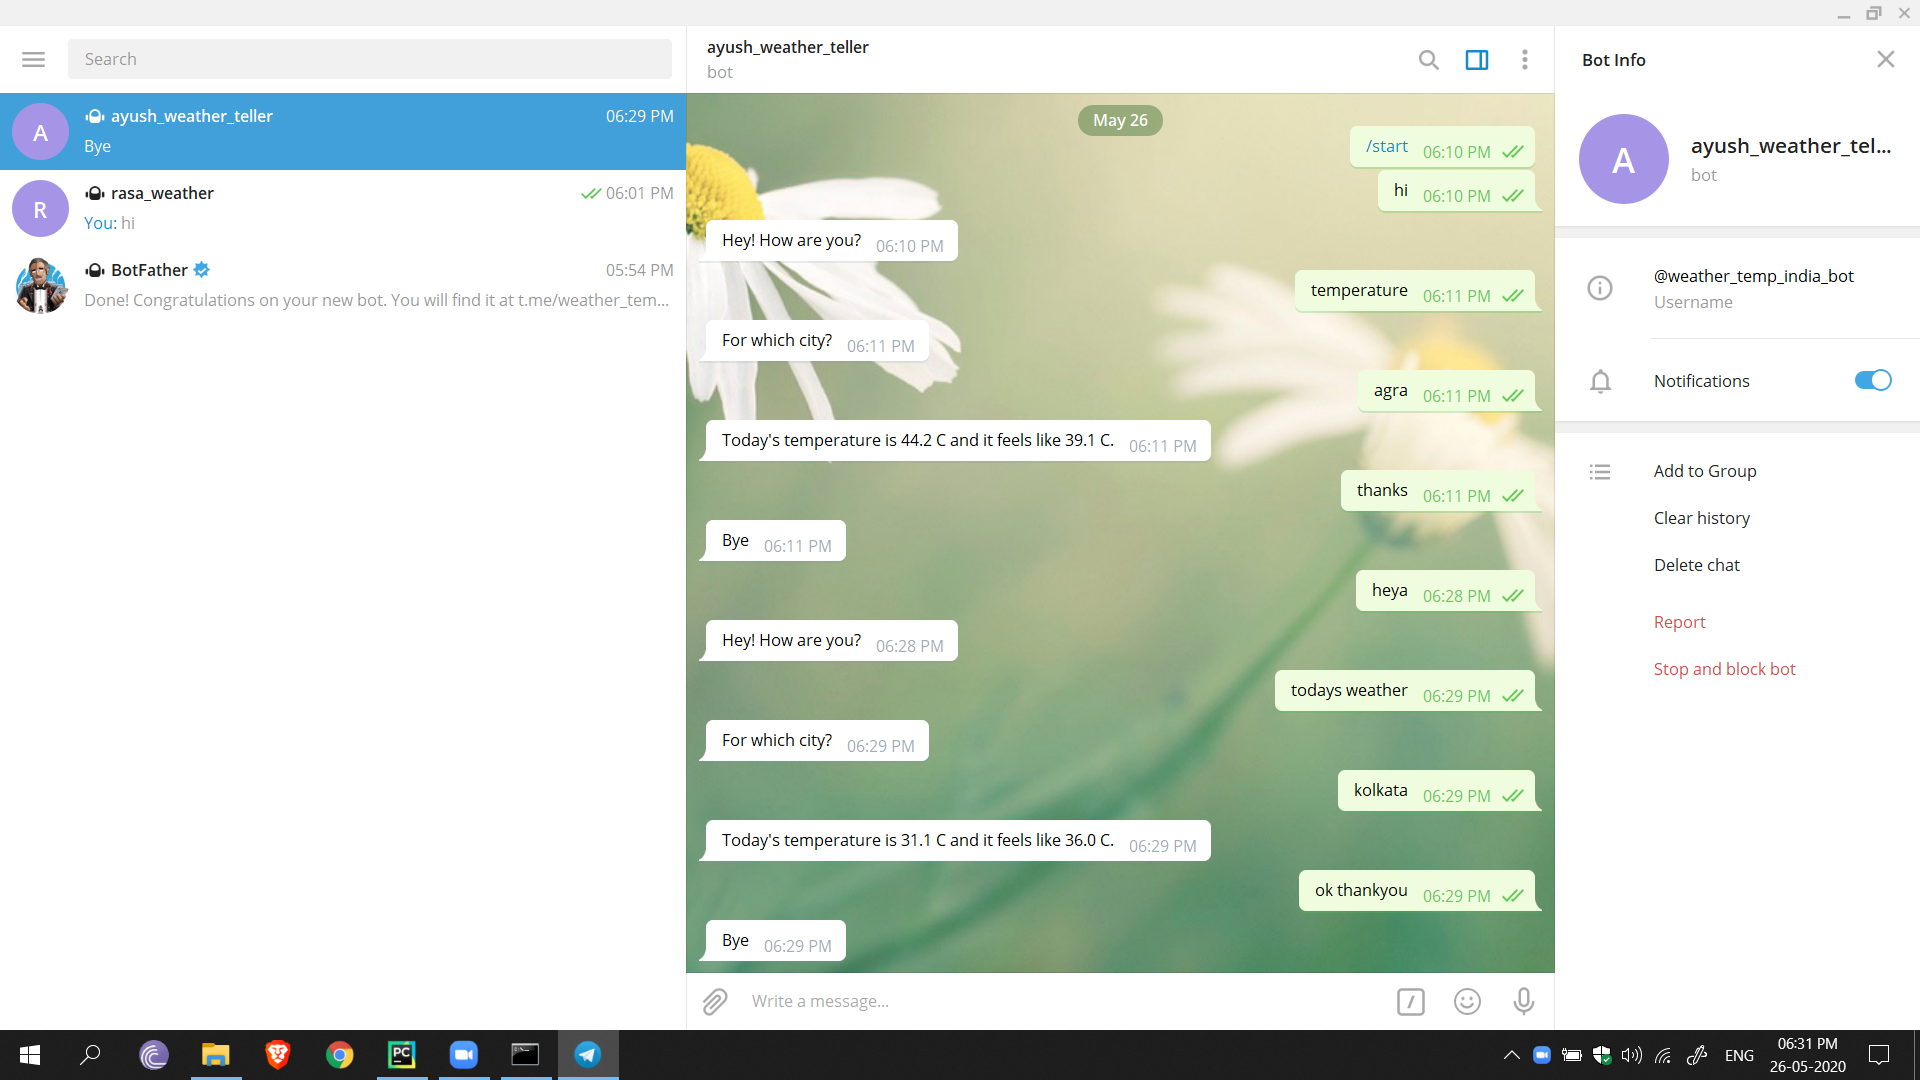 Search
A
ayush_weather_teller 06:29 PM
Bye
R
rasa_weather 06:01 PM
You: hi
BotFather 05:54 PM
Done! Congratulations on your new bot. You will find it at t.me/weather_tem...
ayush_weather_teller
bot
May 26
/start 06:10 PM
hi 06:10 PM
Hey! How are you? 06:10 PM
temperature 06:11 PM
For which city? 06:11 PM
agra 06:11 PM
Today's temperature is 44.2 C and it feels like 39.1 C. 06:11 PM
thanks 06:11 PM
Bye 06:11 PM
heya 06:28 PM
Hey! How are you? 06:28 PM
todays weather 06:29 PM
For which city? 06:29 PM
kolkata 06:29 PM
Today's temperature is 31.1 C and it feels like 36.0 C. 06:29 PM
ok thankyou 06:29 PM
Bye 06:29 PM
Write a message...
Bot Info
A
ayush_weather_tel...
bot
@weather_temp_india_bot
Username
Notifications
Add to Group
Clear history
Delete chat
Report
Stop and block bot
PC
ENG
06:31 PM
26-05-2020